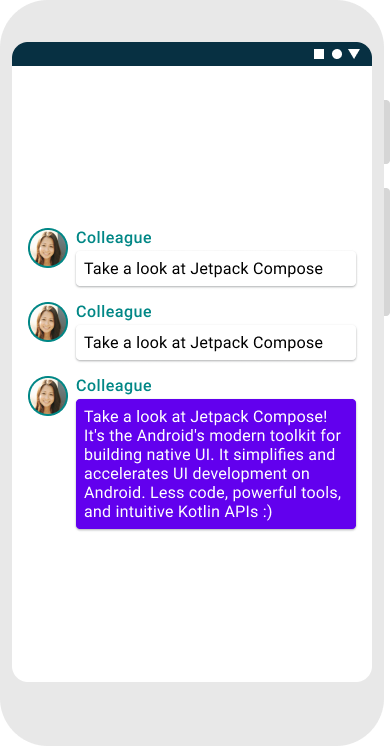 Colleague
Take a look at Jetpack Compose
Colleague
Take a look at Jetpack Compose
Colleague
Take a look at Jetpack Compose!
It's the Android's modern toolkit for
building native UI. It simplifies and
accelerates UI development on
Android. Less code, powerful tools,
and intuitive Kotlin APIs :)